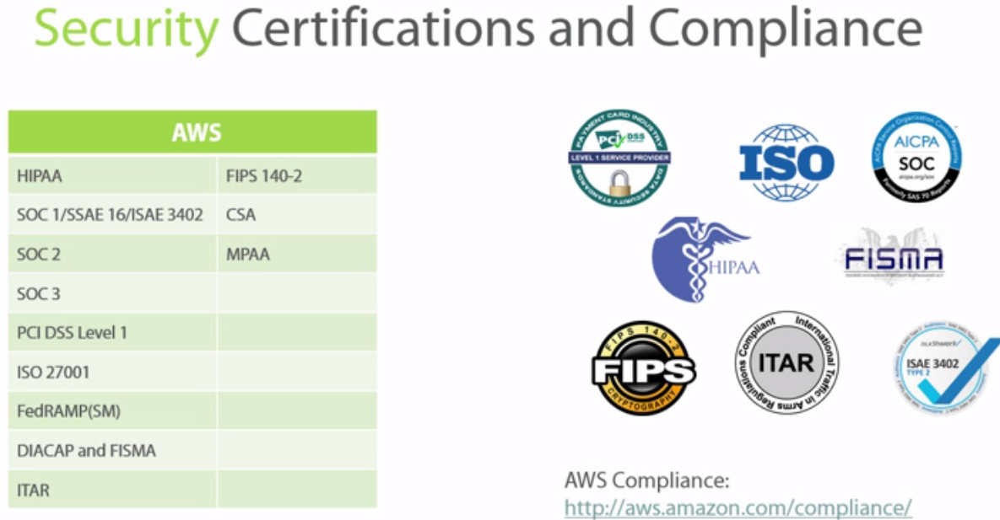 Security Certifications and Compliance
AWS
HIPAA FIPS 140-2
SOC 1/SSAE 16/ISAE 3402 CSA
SOC 2 MPAA
SOC 3
PCI DSS Level 1
ISO 27001
FedRAMP(SM)
DIACAP and FISMA
ITAR
PAYMENT CARD INDUSTRY
PCI DSS
LEVEL 1 SERVICE PROVIDER
DATA SECURITY STANDARDS
ISO
AICPA Service Organization Control Reports
AICPA
SOC
aicpa.org/soc
Formerly SAS 70 Reports
HIPAA
FISMA
FIPS 140-2
FIPS
CRYPTOGRAPHY
International Traffic in Arms Regulations Compliant
ITAR
auditwerx
ISAE 3402
TYPE 2
AWS Compliance:
http://aws.amazon.com/compliance/